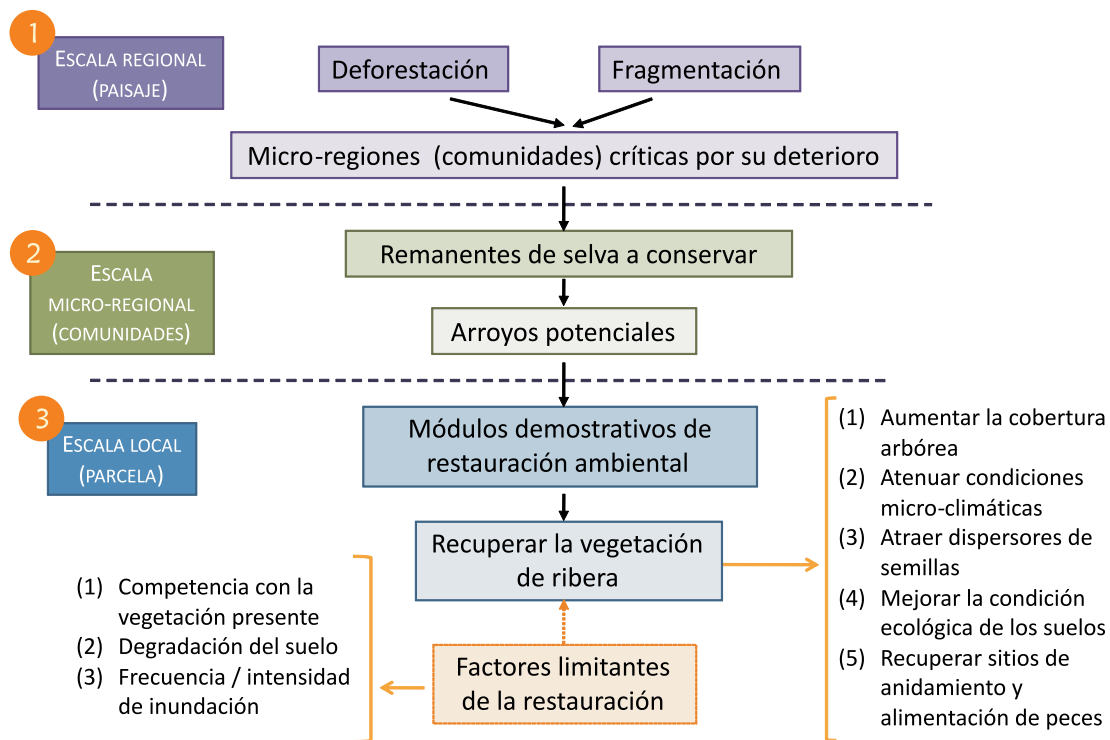 1
ESCALA REGIONAL
(PAISAJE)
Deforestación
Fragmentación
Micro-regiones (comunidades) críticas por su deterioro
2
ESCALA
MICRO-REGIONAL
(COMUNIDADES)
Remanentes de selva a conservar
Arroyos potenciales
3
ESCALA LOCAL
(PARCELA)
Módulos demostrativos de
restauración ambiental
Recuperar la vegetación
de ribera
Factores limitantes
de la restauración
(1) Competencia con la
vegetación presente
(2) Degradación del suelo
(3) Frecuencia / intensidad
de inundación
(1) Aumentar la cobertura
arbórea
(2) Atenuar condiciones
micro-climáticas
(3) Atraer dispersores de
semillas
(4) Mejorar la condición
ecológica de los suelos
(5) Recuperar sitios de
anidamiento y
alimentación de peces